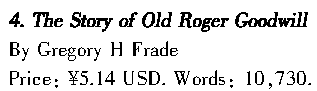 4. The Story of Old Roger Goodwill
By Gregory H Frade
Price: ¥5.14 USD. Words: 10,730.